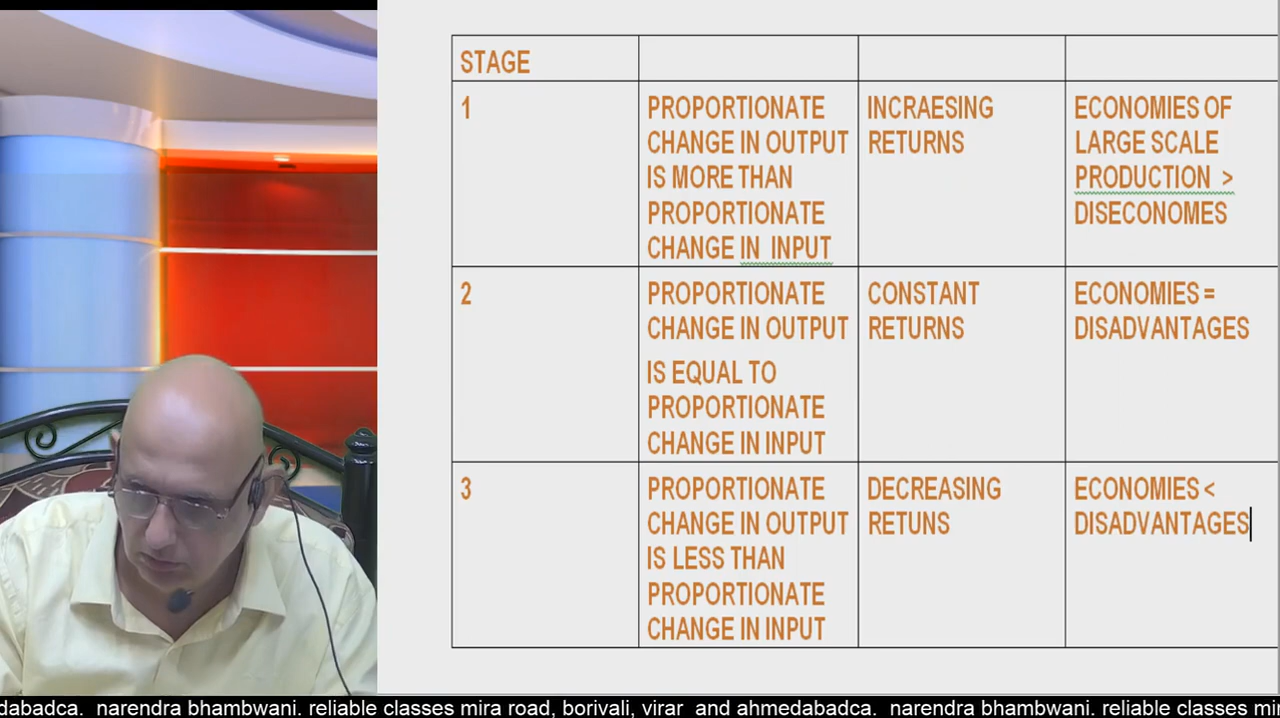 STAGE
1
PROPORTIONATE
CHANGE IN OUTPUT
IS MORE THAN
PROPORTIONATE
CHANGE IN INPUT
INCRAESING
RETURNS
ECONOMIES OF
LARGE SCALE
PRODUCTION >
DISECONOMES
2
PROPORTIONATE
CHANGE IN OUTPUT
IS EQUAL TO
PROPORTIONATE
CHANGE IN INPUT
CONSTANT
RETURNS
ECONOMIES =
DISADVANTAGES
3
PROPORTIONATE
CHANGE IN OUTPUT
IS LESS THAN
PROPORTIONATE
CHANGE IN INPUT
DECREASING
RETUNS
ECONOMIES <
DISADVANTAGES
dabadca. narendra bhambwani. reliable classes mira road, borivali, virar and ahmedabadca. narendra bhambwani. reliable classes mi